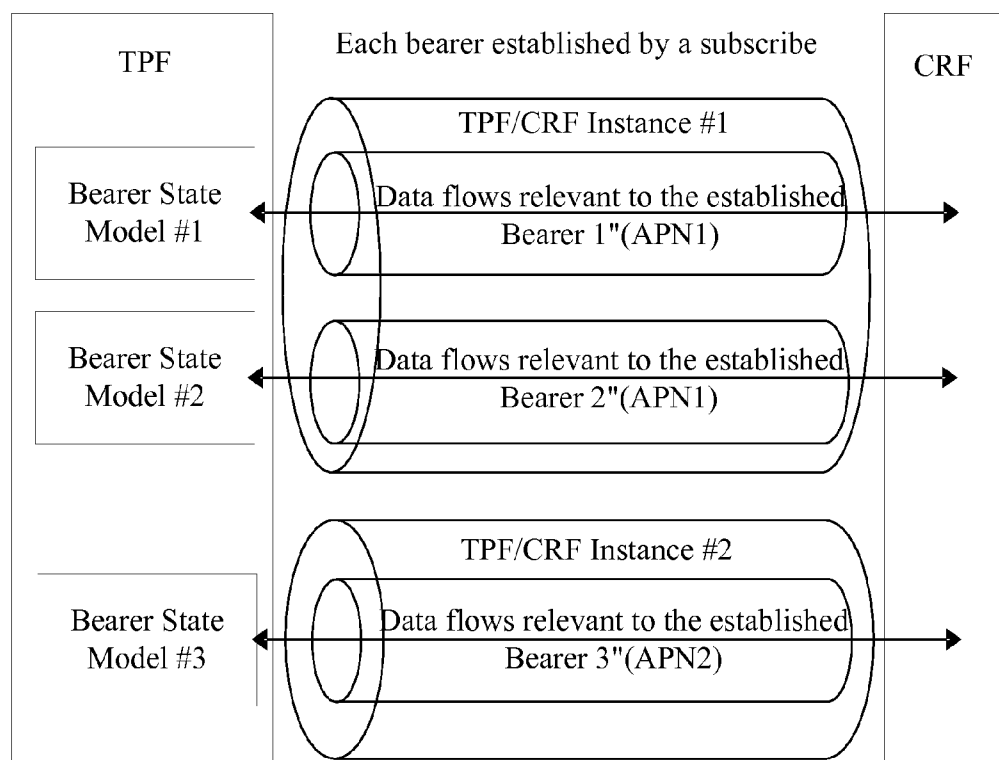 Each bearer established by a subscribe
TPF
CRF
TPF/CRF Instance #1
Bearer State
Model #1
Data flows relevant to the established
Bearer 1"(APN1)
Bearer State
Model #2
Data flows relevant to the established
Bearer 2"(APN1)
TPF/CRF Instance #2
Bearer State
Model #3
Data flows relevant to the established
Bearer 3"(APN2)